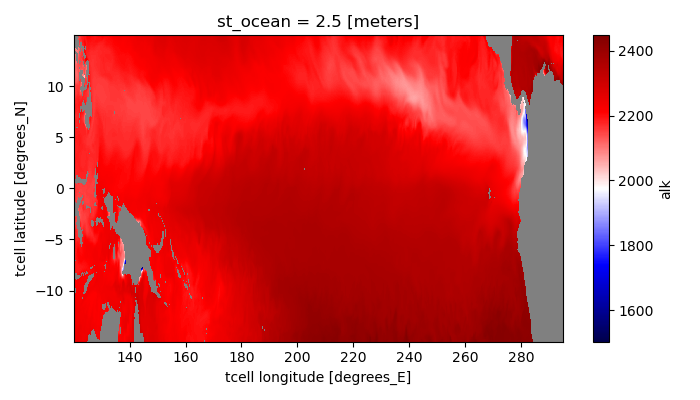 st_ocean = 2.5 [meters]
10
5
0
−5
−10
tcell latitude [degrees_N]
140 160 180 200 220 240 260 280
tcell longitude [degrees_E]
2400
2200
2000
1800
1600
alk